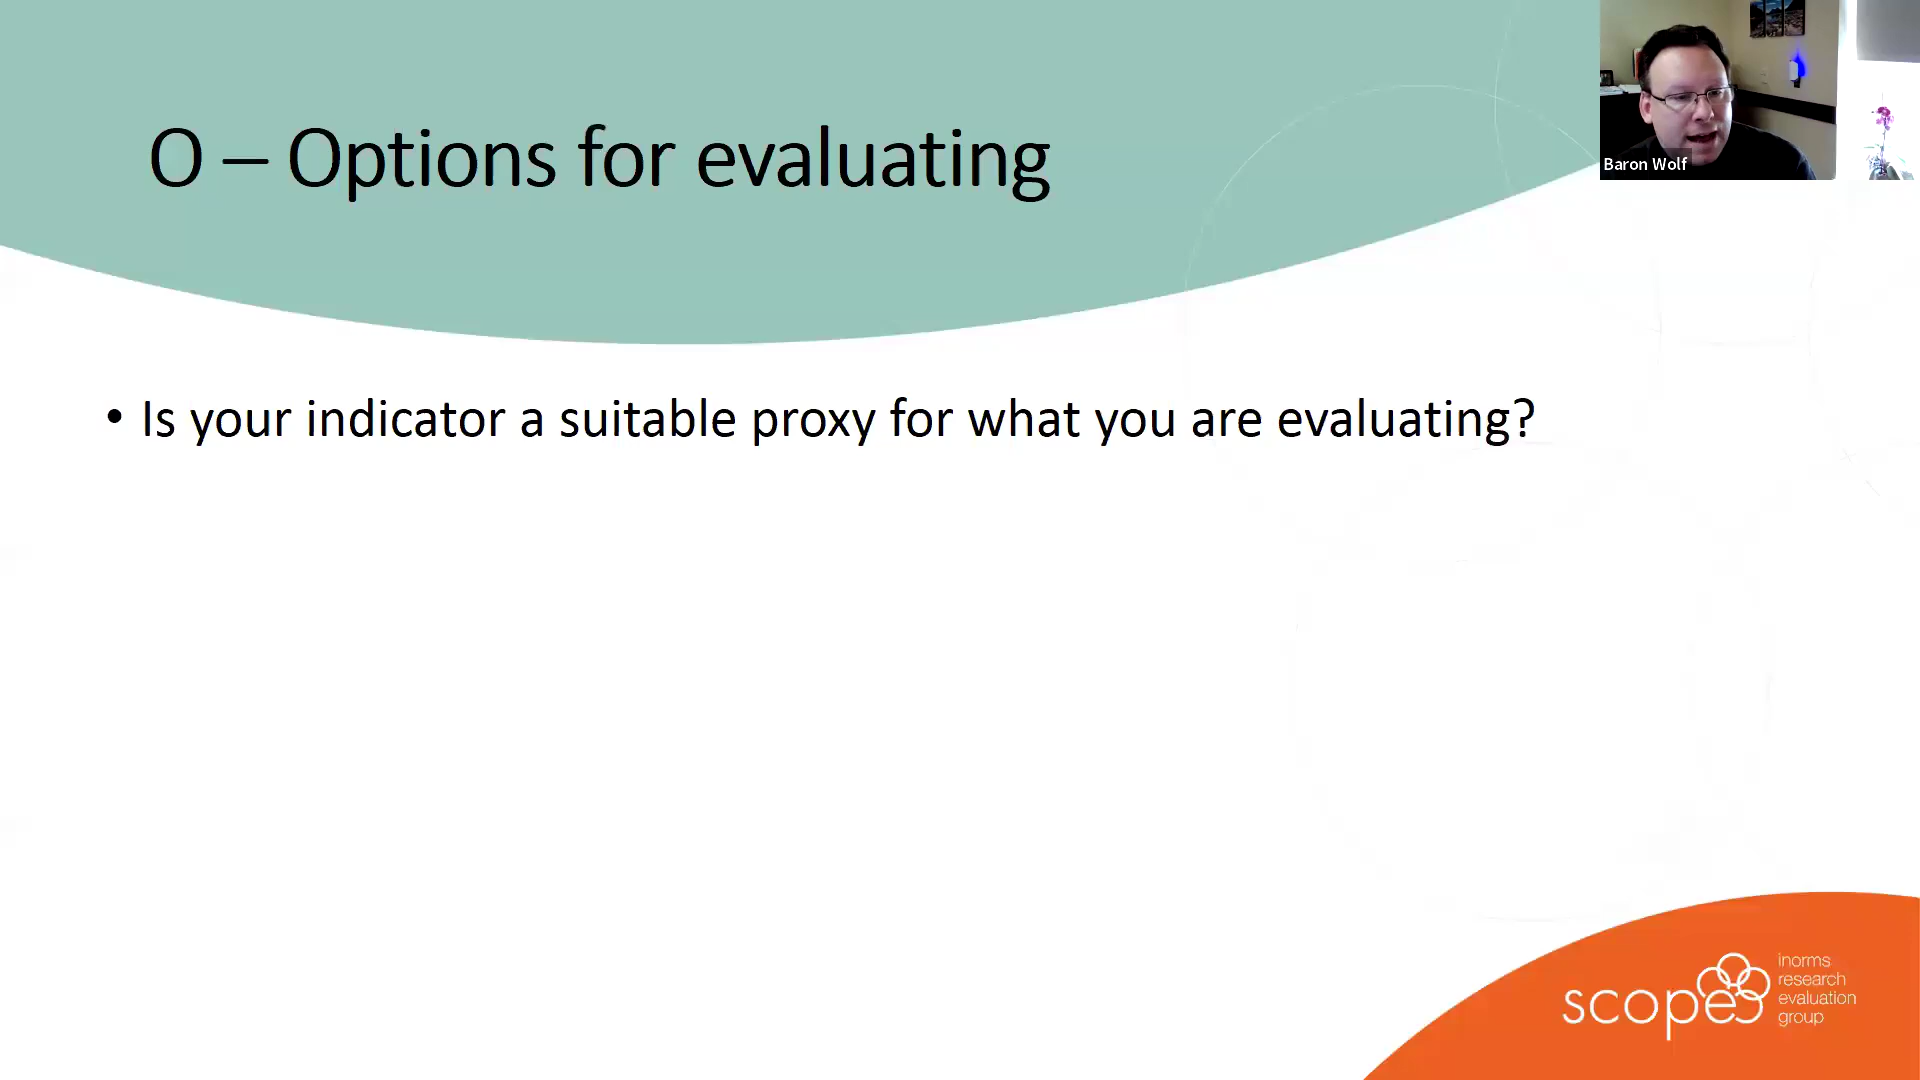 O – Options for evaluating
Baron Wolf
• Is your indicator a suitable proxy for what you are evaluating?
scope
inorms
research
evaluation
group